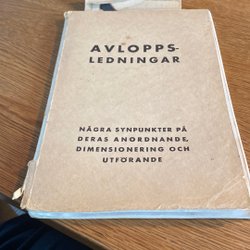 AVLOPPS-
LEDNINGAR
NÅGRA SYNPUNKTER PÅ
DERAS ANORDNANDE,
DIMENSIONERING OCH
UTFÖRANDE